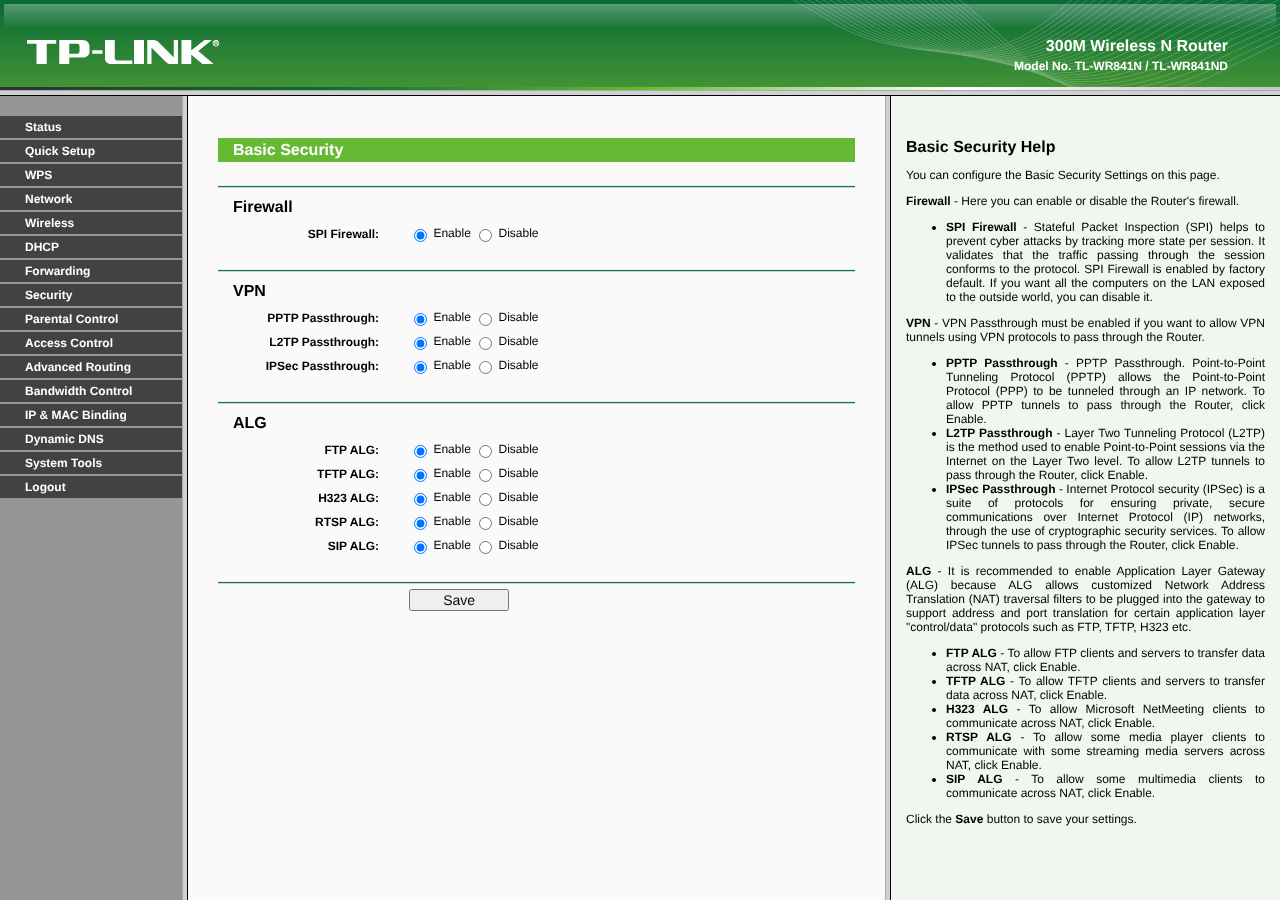 TP-LINK®
300M Wireless N Router
Model No. TL-WR841N / TL-WR841ND
Status
Quick Setup
WPS
Network
Wireless
DHCP
Forwarding
Security
Parental Control
Access Control
Advanced Routing
Bandwidth Control
IP & MAC Binding
Dynamic DNS
System Tools
Logout
Basic Security
Firewall
SPI Firewall: Enable Disable
VPN
PPTP Passthrough: Enable Disable
L2TP Passthrough: Enable Disable
IPSec Passthrough: Enable Disable
ALG
FTP ALG: Enable Disable
TFTP ALG: Enable Disable
H323 ALG: Enable Disable
RTSP ALG: Enable Disable
SIP ALG: Enable Disable
Save
Basic Security Help
You can configure the Basic Security Settings on this page.
Firewall - Here you can enable or disable the Router's firewall.
• SPI Firewall - Stateful Packet Inspection (SPI) helps to
prevent cyber attacks by tracking more state per session. It
validates that the traffic passing through the session
conforms to the protocol. SPI Firewall is enabled by factory
default. If you want all the computers on the LAN exposed
to the outside world, you can disable it.
VPN - VPN Passthrough must be enabled if you want to allow VPN
tunnels using VPN protocols to pass through the Router.
• PPTP Passthrough - PPTP Passthrough. Point-to-Point
Tunneling Protocol (PPTP) allows the Point-to-Point
Protocol (PPP) to be tunneled through an IP network. To
allow PPTP tunnels to pass through the Router, click
Enable.
• L2TP Passthrough - Layer Two Tunneling Protocol (L2TP)
is the method used to enable Point-to-Point sessions via the
Internet on the Layer Two level. To allow L2TP tunnels to
pass through the Router, click Enable.
• IPSec Passthrough - Internet Protocol security (IPSec) is a
suite of protocols for ensuring private, secure
communications over Internet Protocol (IP) networks,
through the use of cryptographic security services. To allow
IPSec tunnels to pass through the Router, click Enable.
ALG - It is recommended to enable Application Layer Gateway
(ALG) because ALG allows customized Network Address
Translation (NAT) traversal filters to be plugged into the gateway to
support address and port translation for certain application layer
"control/data" protocols such as FTP, TFTP, H323 etc.
• FTP ALG - To allow FTP clients and servers to transfer data
across NAT, click Enable.
• TFTP ALG - To allow TFTP clients and servers to transfer
data across NAT, click Enable.
• H323 ALG - To allow Microsoft NetMeeting clients to
communicate across NAT, click Enable.
• RTSP ALG - To allow some media player clients to
communicate with some streaming media servers across
NAT, click Enable.
• SIP ALG - To allow some multimedia clients to
communicate across NAT, click Enable.
Click the Save button to save your settings.